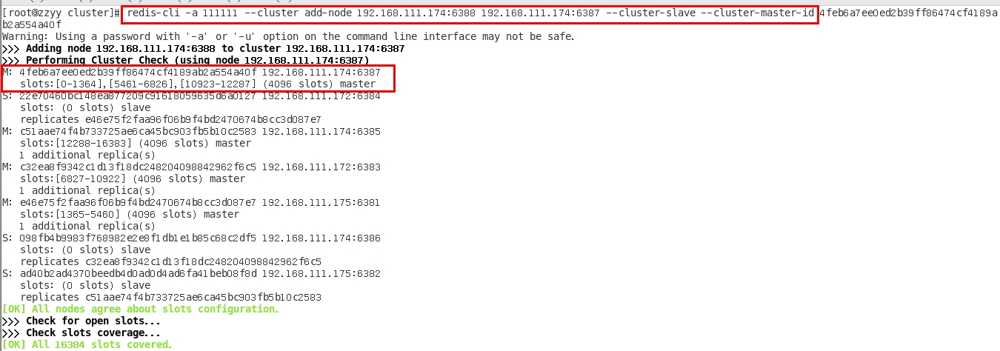 [root@zzyy cluster]# redis-cli -a 111111 --cluster add-node 192.168.111.174:6388 192.168.111.174:6387 --cluster-slave --cluster-master-id 4feb6a7ee0ed2b39ff86474cf4189a
b2a554a40f
Warning: Using a password with '-a' or '-u' option on the command line interface may not be safe.
>>> Adding node 192.168.111.174:6388 to cluster 192.168.111.174:6387
>>> Performing Cluster Check (using node 192.168.111.174:6387)
M: 4feb6a7ee0ed2b39ff86474cf4189ab2a554a40f 192.168.111.174:6387
slots:[0-1364],[5461-6826],[10923-12287] (4096 slots) master
S: 22e70460bc148ea877209c91618059635d6a0127 192.168.111.172:6384
slots: (0 slots) slave
replicates e46e75f2faa96f06b9f4bd2470674b8cc3d087e7
M: c51aae74f4b733725ae6ca45bc903fb5b10c2583 192.168.111.174:6385
slots:[12288-16383] (4096 slots) master
1 additional replica(s)
M: c32ea8f9342c1d13f18dc248204098842962f6c5 192.168.111.172:6383
slots:[6827-10922] (4096 slots) master
1 additional replica(s)
M: e46e75f2faa96f06b9f4bd2470674b8cc3d087e7 192.168.111.175:6381
slots:[1365-5460] (4096 slots) master
1 additional replica(s)
S: 098fb4b9983f768982e2e8f1db1e1b85c68c2df5 192.168.111.174:6386
slots: (0 slots) slave
replicates c32ea8f9342c1d13f18dc248204098842962f6c5
S: ad40b2ad4370beedb4d0ad0d4ad6fa41beb08f8d 192.168.111.175:6382
slots: (0 slots) slave
replicates c51aae74f4b733725ae6ca45bc903fb5b10c2583
[OK] All nodes agree about slots configuration.
>>> Check for open slots...
>>> Check slots coverage...
[OK] All 16384 slots covered.